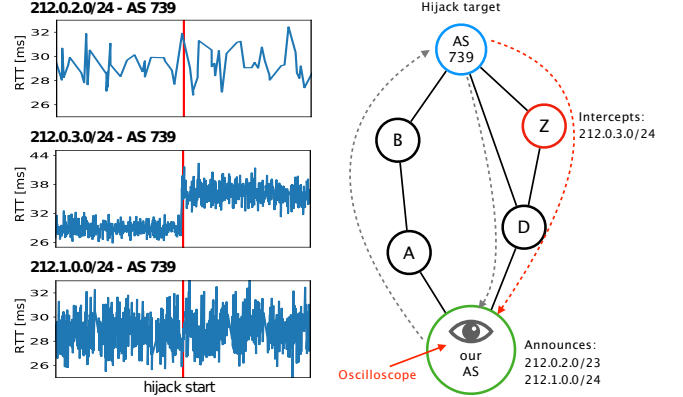 212.0.2.0/24 - AS 739
RTT [ms]
32
30
28
26
212.0.3.0/24 - AS 739
RTT [ms]
44
38
32
26
212.1.0.0/24 - AS 739
RTT [ms]
32
30
28
26
hijack start
Hijack target
AS
739
B
Z
Intercepts:
212.0.3.0/24
A
D
our
AS
Oscilloscope
Announces:
212.0.2.0/23
212.1.0.0/24